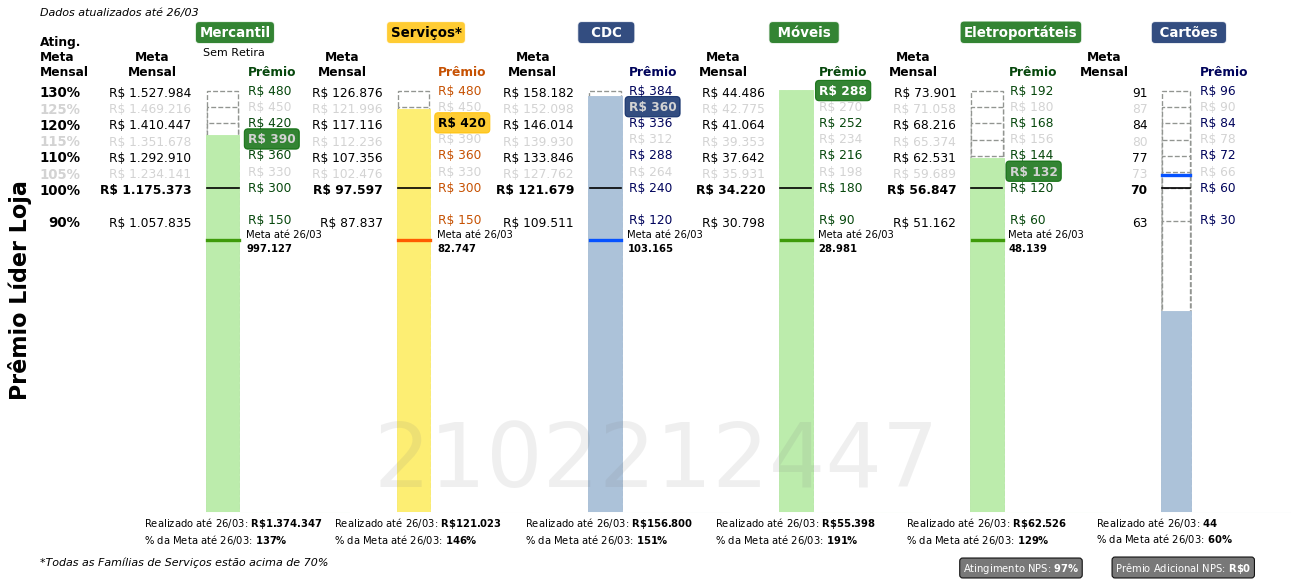 Dados atualizados até 26/03
Mercantil Serviços* CDC Móveis Eletroportáteis Cartões
Sem Retira
Ating. Meta Mensal
Meta Mensal Prêmio Meta Mensal Prêmio Meta Mensal Prêmio Meta Mensal Prêmio Meta Mensal Prêmio Meta Mensal Prêmio
130% R$ 1.527.984 R$ 480 R$ 126.876 R$ 480 R$ 158.182 R$ 384 R$ 44.486 R$ 288 R$ 73.901 R$ 192 91 R$ 96
125% R$ 1.469.216 R$ 450 R$ 121.996 R$ 450 R$ 152.098 R$ 360 R$ 42.775 R$ 270 R$ 71.058 R$ 180 87 R$ 90
120% R$ 1.410.447 R$ 420 R$ 117.116 R$ 420 R$ 146.014 R$ 336 R$ 41.064 R$ 252 R$ 68.216 R$ 168 84 R$ 84
115% R$ 1.351.678 R$ 390 R$ 112.236 R$ 390 R$ 139.930 R$ 312 R$ 39.353 R$ 234 R$ 65.374 R$ 156 80 R$ 78
110% R$ 1.292.910 R$ 360 R$ 107.356 R$ 360 R$ 133.846 R$ 288 R$ 37.642 R$ 216 R$ 62.531 R$ 144 77 R$ 72
105% R$ 1.234.141 R$ 330 R$ 102.476 R$ 330 R$ 127.762 R$ 264 R$ 35.931 R$ 198 R$ 59.689 R$ 132 73 R$ 66
100% R$ 1.175.373 R$ 300 R$ 97.597 R$ 300 R$ 121.679 R$ 240 R$ 34.220 R$ 180 R$ 56.847 R$ 120 70 R$ 60
90% R$ 1.057.835 R$ 150 R$ 87.837 R$ 150 R$ 109.511 R$ 120 R$ 30.798 R$ 90 R$ 51.162 R$ 60 63 R$ 30
Meta até 26/03 Meta até 26/03 Meta até 26/03 Meta até 26/03 Meta até 26/03
997.127 82.747 103.165 28.981 48.139
Prêmio Líder Loja
2102212447
Realizado até 26/03: R$1.374.347 Realizado até 26/03: R$121.023 Realizado até 26/03: R$156.800 Realizado até 26/03: R$55.398 Realizado até 26/03: R$62.526 Realizado até 26/03: 44
% da Meta até 26/03: 137% % da Meta até 26/03: 146% % da Meta até 26/03: 151% % da Meta até 26/03: 191% % da Meta até 26/03: 129% % da Meta até 26/03: 60%
*Todas as Famílias de Serviços estão acima de 70%
Atingimento NPS: 97% Prêmio Adicional NPS: R$0